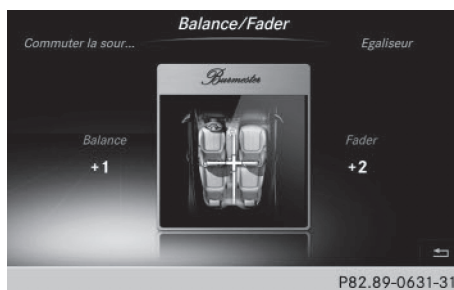 Balance/Fader
Commuter la sour...
Egaliseur
Burmester
Balance
Fader
+1
+2
P82.89-0631-31